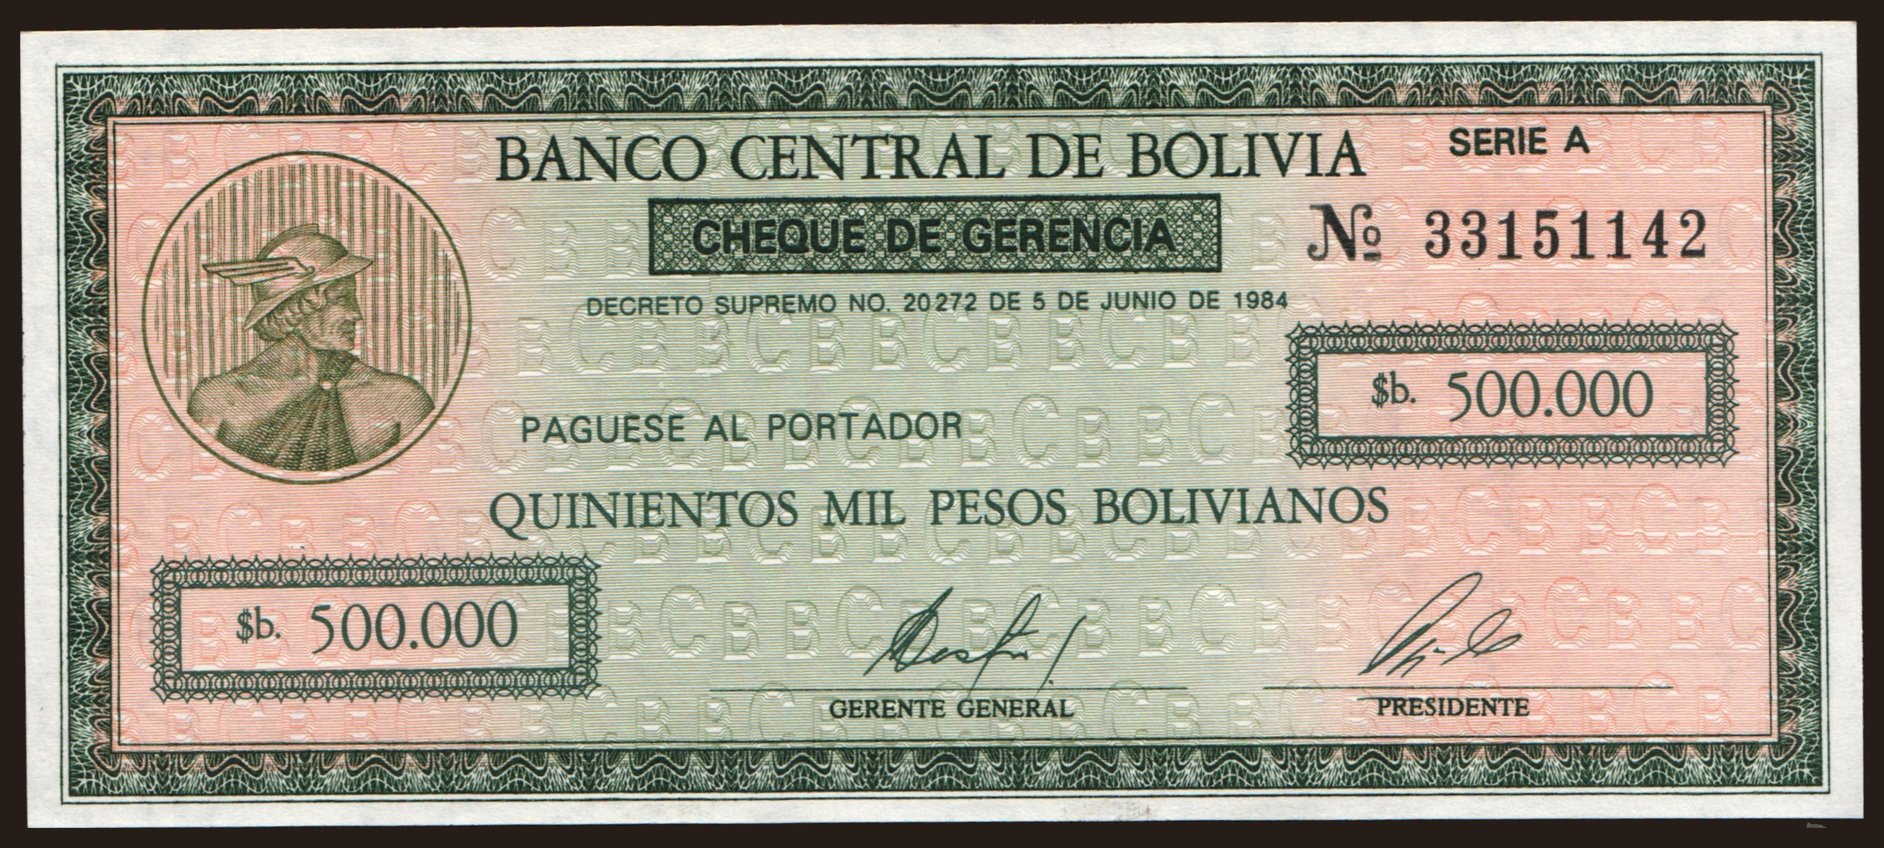 BANCO CENTRAL DE BOLIVIA
SERIE A
CHEQUE DE GERENCIA
№ 33151142
DECRETO SUPREMO NO. 20272 DE 5 DE JUNIO DE 1984
$b. 500.000
PAGUESE AL PORTADOR
QUINIENTOS MIL PESOS BOLIVIANOS
$b. 500.000
GERENTE GENERAL
PRESIDENTE